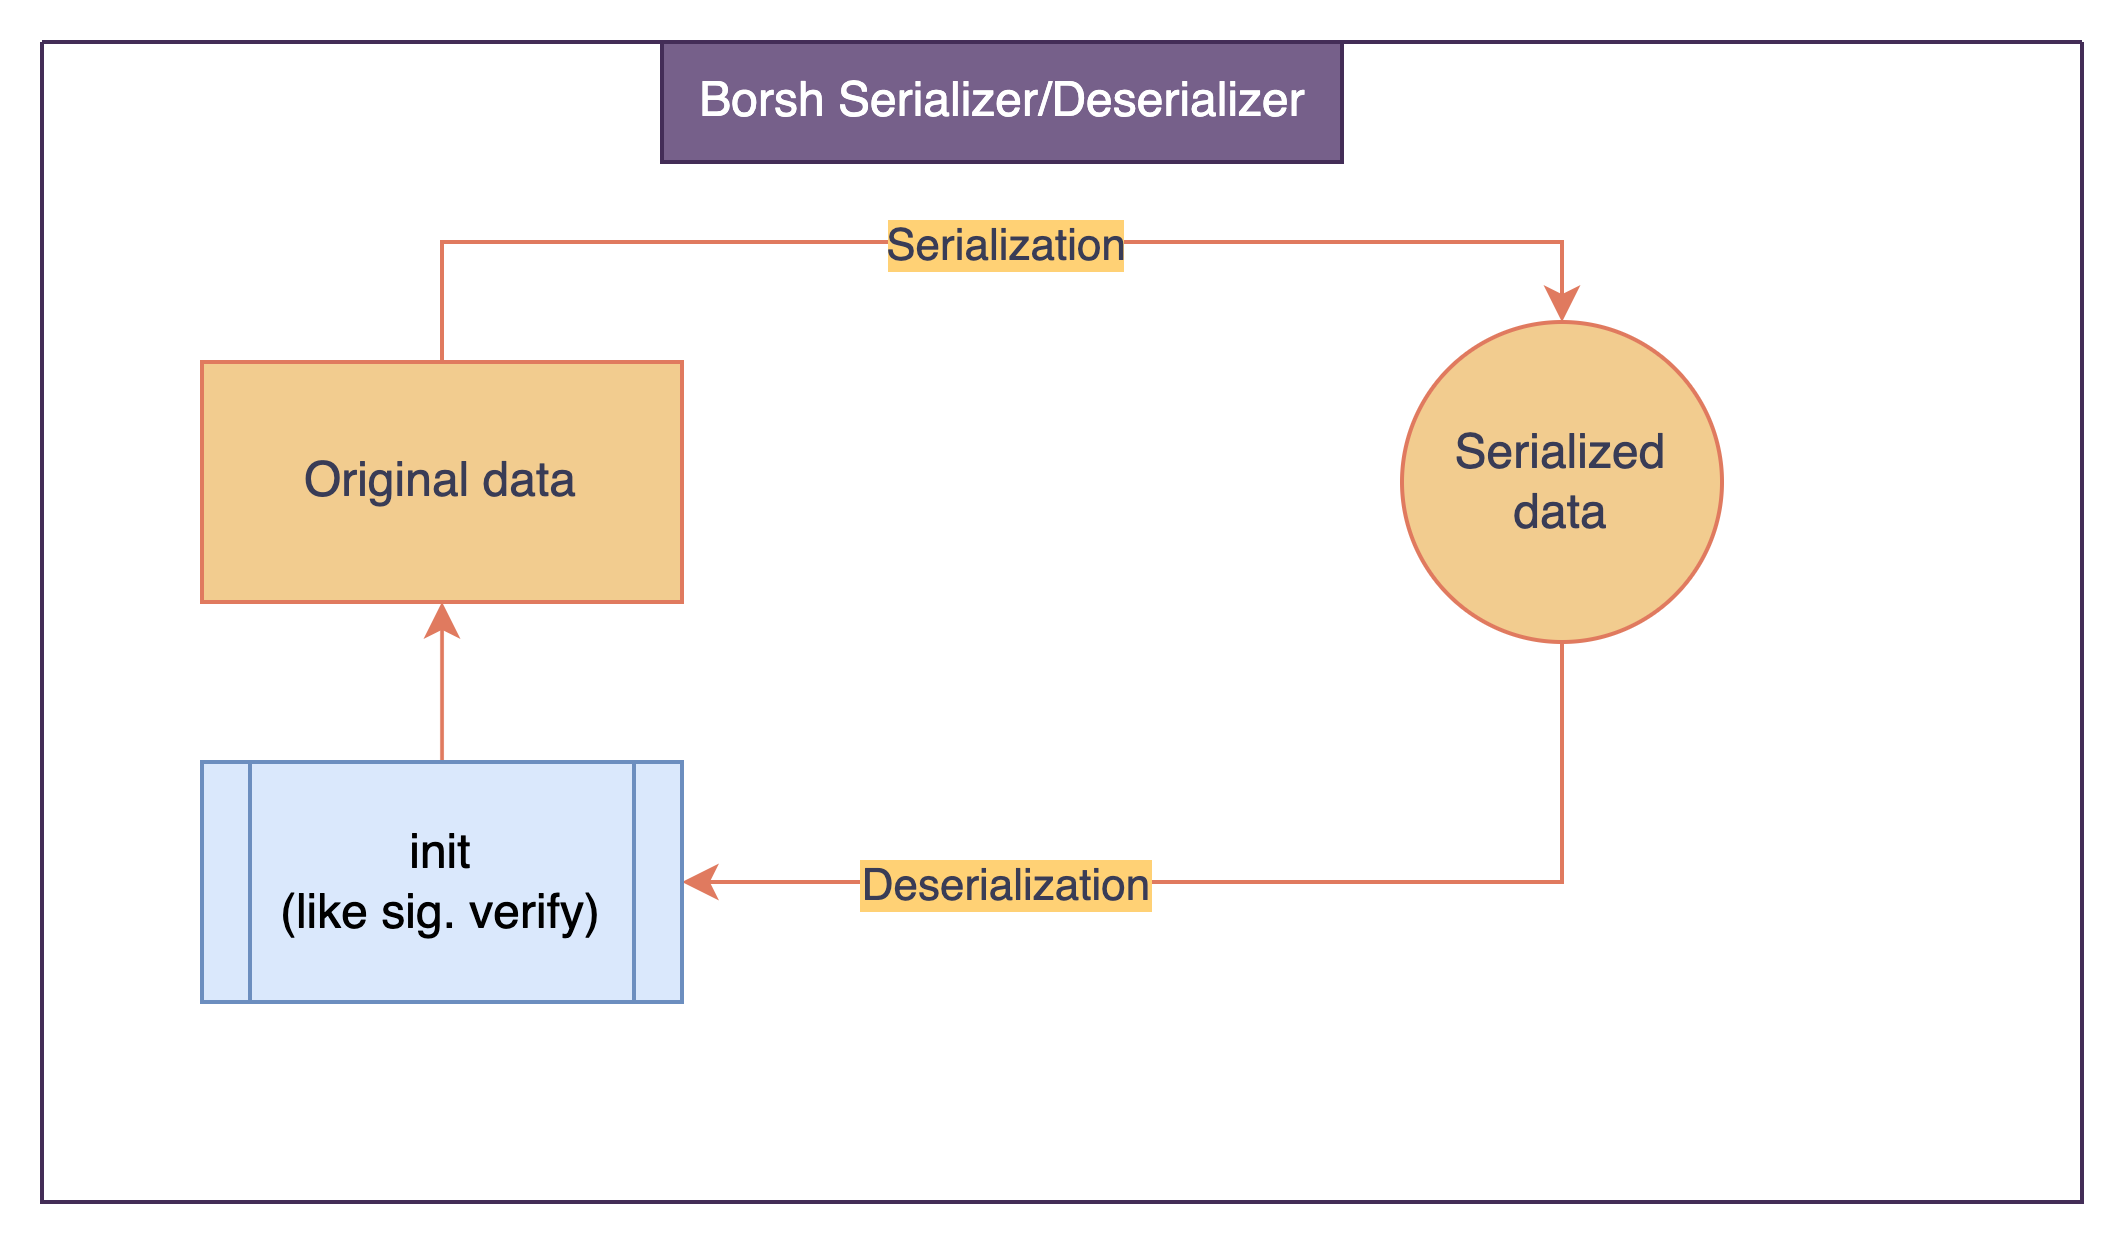 Borsh Serializer/Deserializer
Serialization
Original data
Serialized
data
init
(like sig. verify)
Deserialization